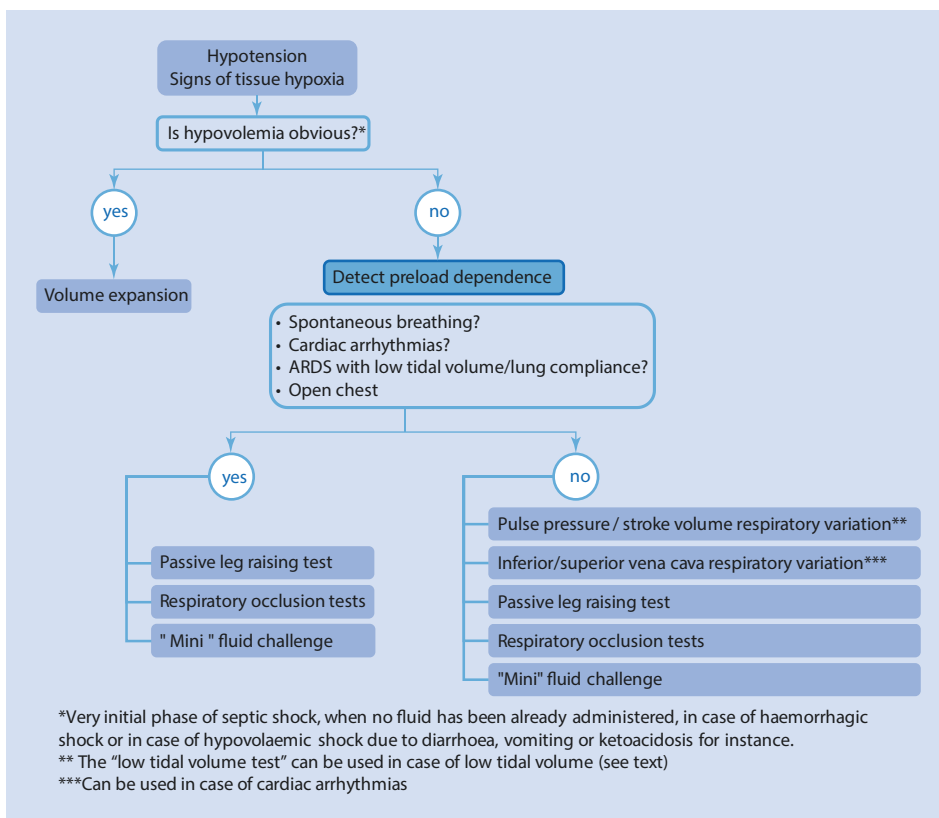 Hypotension
Signs of tissue hypoxia
Is hypovolemia obvious?*
yes
no
Volume expansion
Detect preload dependence
• Spontaneous breathing?
• Cardiac arrhythmias?
• ARDS with low tidal volume/lung compliance?
• Open chest
yes
no
Passive leg raising test
Respiratory occlusion tests
" Mini " fluid challenge
Pulse pressure / stroke volume respiratory variation**
Inferior/superior vena cava respiratory variation***
Passive leg raising test
Respiratory occlusion tests
"Mini" fluid challenge
*Very initial phase of septic shock, when no fluid has been already administered, in case of haemorrhagic
shock or in case of hypovolaemic shock due to diarrhoea, vomiting or ketoacidosis for instance.
** The “low tidal volume test” can be used in case of low tidal volume (see text)
***Can be used in case of cardiac arrhythmias